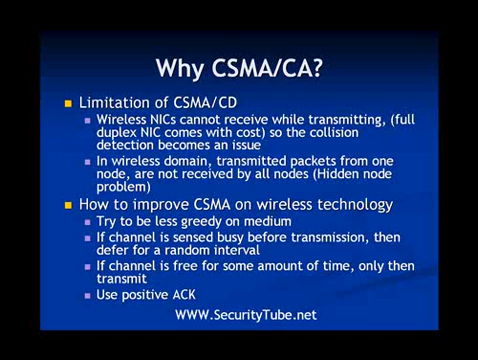 Why CSMA/CA?
Limitation of CSMA/CD
Wireless NICs cannot receive while transmitting, (full
duplex NIC comes with cost) so the collision
detection becomes an issue
In wireless domain, transmitted packets from one
node, are not received by all nodes (Hidden node
problem)
How to improve CSMA on wireless technology
Try to be less greedy on medium
If channel is sensed busy before transmission, then
defer for a random interval
If channel is free for some amount of time, only then
transmit
Use positive ACK
WWW.SecurityTube.net